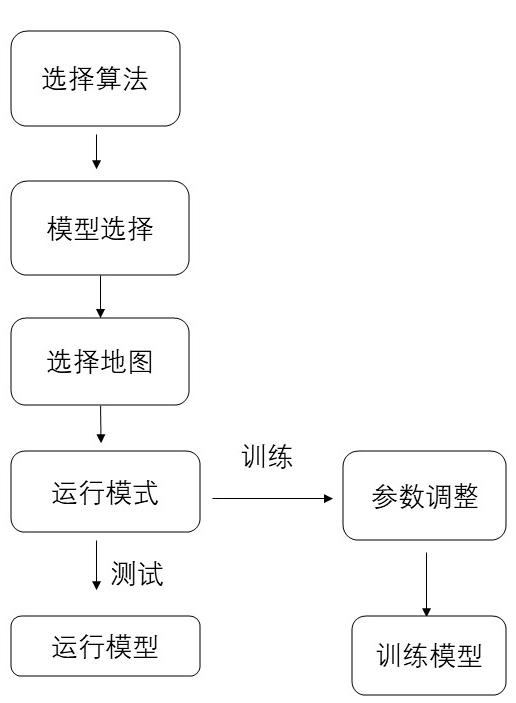 选择算法
模型选择
选择地图
运行模式
训练
参数调整
测试
运行模型
训练模型